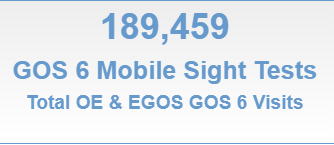 189,459
GOS 6 Mobile Sight Tests
Total OE & EGOS GOS 6 Visits